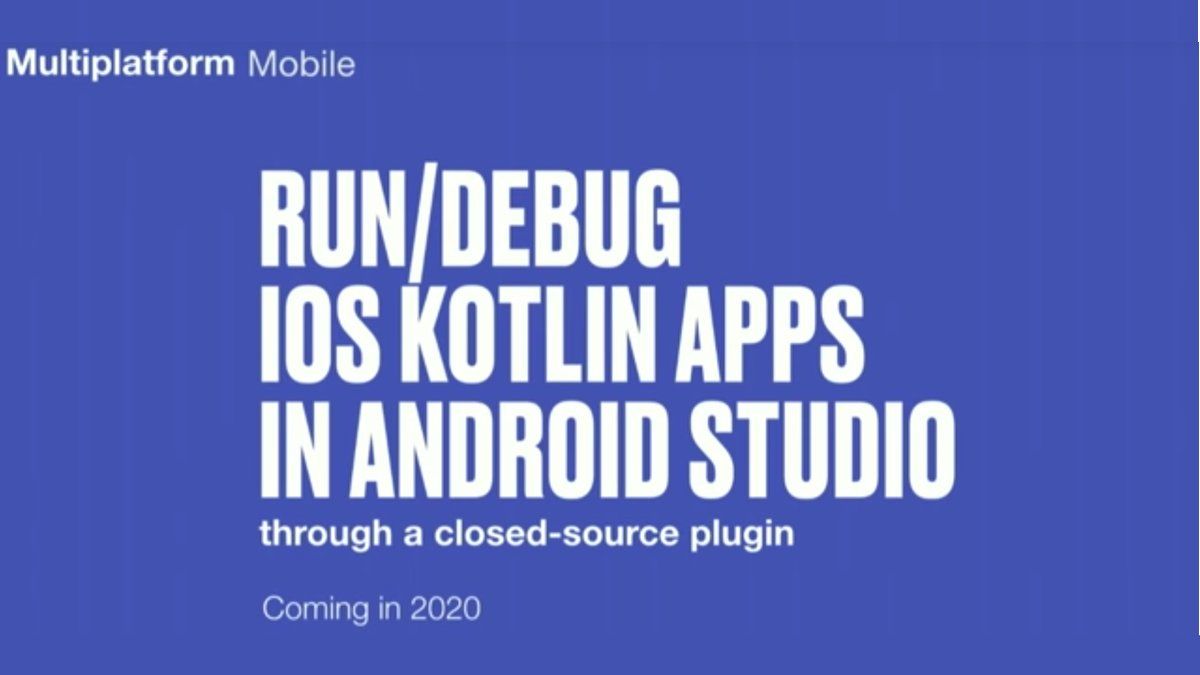 Multiplatform Mobile
RUN/DEBUG
IOS KOTLIN APPS
IN ANDROID STUDIO
through a closed-source plugin
Coming in 2020